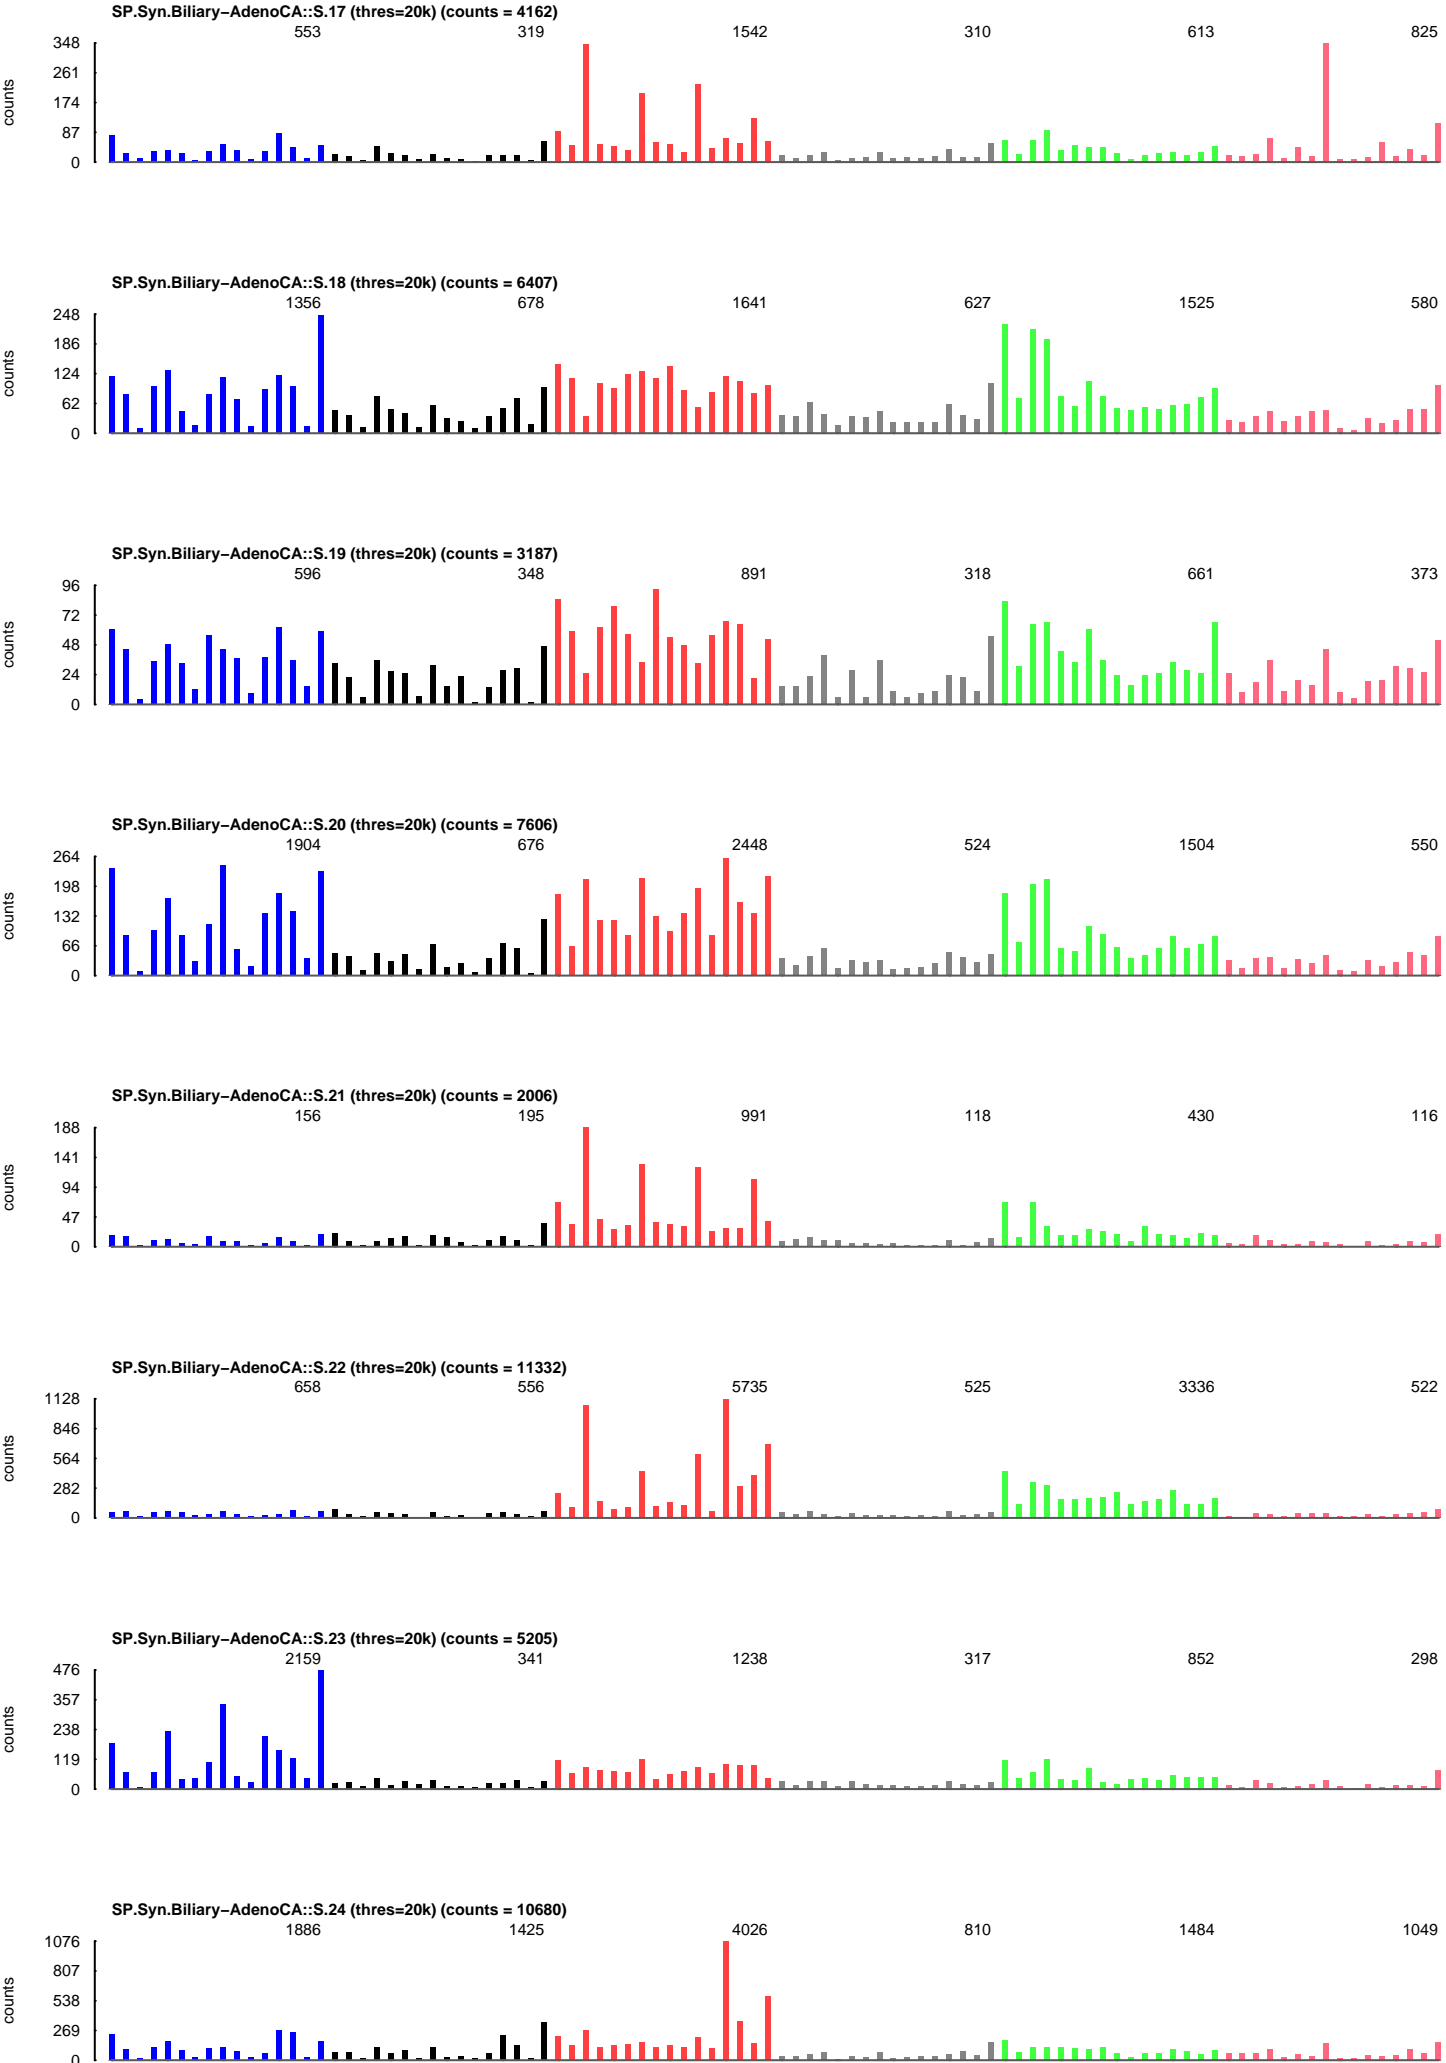 SP.Syn.Biliary−AdenoCA::S.17 (thres=20k) (counts = 4162)
553 319 1542 310 613 825
348
261
174
87
0
counts
SP.Syn.Biliary−AdenoCA::S.18 (thres=20k) (counts = 6407)
1356 678 1641 627 1525 580
248
186
124
62
0
counts
SP.Syn.Biliary−AdenoCA::S.19 (thres=20k) (counts = 3187)
596 348 891 318 661 373
96
72
48
24
0
counts
SP.Syn.Biliary−AdenoCA::S.20 (thres=20k) (counts = 7606)
1904 676 2448 524 1504 550
264
198
132
66
0
counts
SP.Syn.Biliary−AdenoCA::S.21 (thres=20k) (counts = 2006)
156 195 991 118 430 116
188
141
94
47
0
counts
SP.Syn.Biliary−AdenoCA::S.22 (thres=20k) (counts = 11332)
658 556 5735 525 3336 522
1128
846
564
282
0
counts
SP.Syn.Biliary−AdenoCA::S.23 (thres=20k) (counts = 5205)
2159 341 1238 317 852 298
476
357
238
119
0
counts
SP.Syn.Biliary−AdenoCA::S.24 (thres=20k) (counts = 10680)
1886 1425 4026 810 1484 1049
1076
807
538
269
0
counts